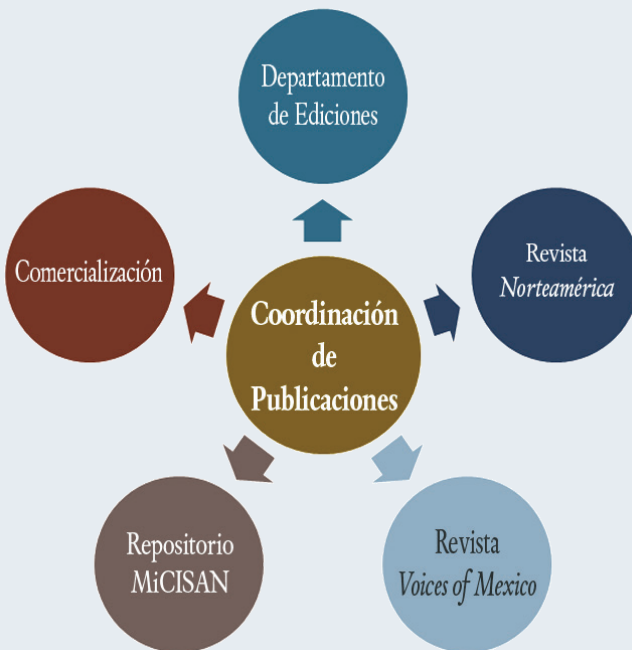 Departamento
de Ediciones
Comercialización
Revista
Norteamérica
Coordinación
de
Publicaciones
Repositorio
MiCISAN
Revista
Voices of Mexico